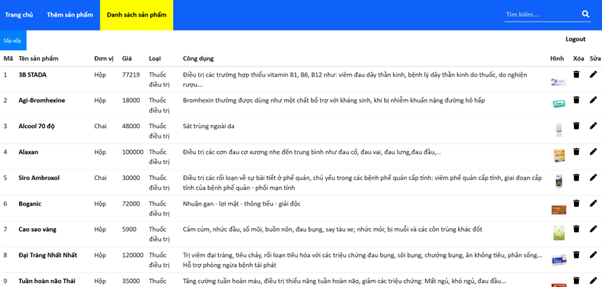 Trang chủ Thêm sản phẩm Danh sách sản phẩm Tìm kiếm...
Sắp xếp Logout
Mã Tên sản phẩm Đơn vị Giá Loại Công dụng Hình Xóa Sửa
1 3B STADA Hộp 77219 Thuốc điều trị Điều trị các trường hợp thiếu vitamin B1, B6, B12 như: viêm đau dây thần kinh, bệnh lý dây thần kinh do thuốc, do nghiện
rượu...
2 Agi-Bromhexine Hộp 18000 Thuốc điều trị Bromhexin thường được dùng như một chất bổ trợ với kháng sinh, khi bị nhiễm khuẩn nặng đường hô hấp
3 Alcool 70 độ Chai 48000 Thuốc điều trị Sát trùng ngoài da
4 Alaxan Hộp 100000 Thuốc điều trị Điều trị các cơn đau cơ xương nhẹ đến trung bình như đau cổ, đau vai, đau lưng,đau đầu,...
5 Siro Ambroxol Chai 30000 Thuốc điều trị Điều trị các rối loạn về sự bài tiết ở phế quản, chủ yếu trong các bệnh phế quản cấp tính: viêm phế quản cấp tính, giai đoạn cấp
tính của bệnh phế quản - phổi mạn tính
6 Boganic Hộp 72000 Thuốc điều trị Nhuận gan - lợi mật - thông tiểu - giải độc
7 Cao sao vàng Hộp 5900 Thuốc điều trị Cảm cúm, nhức đầu, sổ mũi, buồn nôn, đau bụng, say tàu xe; nhức mỏi; bị muỗi và các côn trùng khác đốt
8 Đại Tràng Nhất Nhất Hộp 120000 Thuốc điều trị Trị viêm đại tràng, tiêu chảy, rối loạn tiêu hóa với các triệu chứng đau bụng, sôi bụng, chướng bụng, ăn không tiêu, phân sống...
Hỗ trợ phòng ngừa bệnh tái phát
9 Tuần hoàn não Thái Hộp 35000 Thuốc Tăng cường tuần hoàn máu, điều trị thiểu năng tuần hoàn não, giảm các triệu chứng: Mất ngủ, khó ngủ, đau đầu...